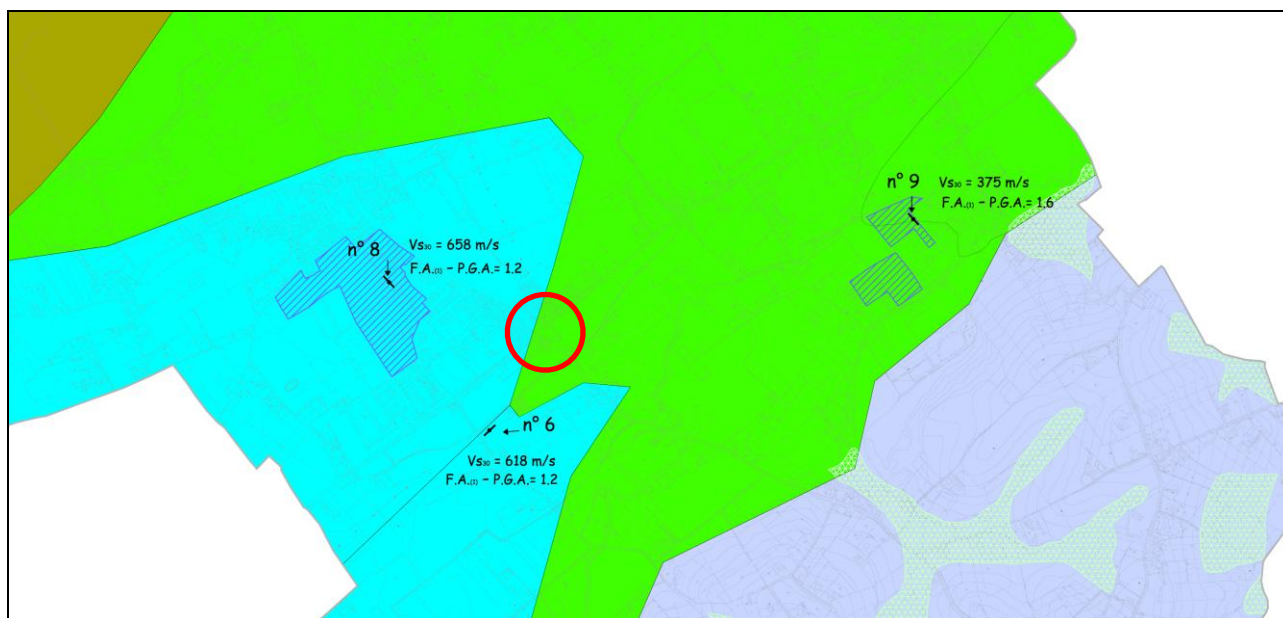 n° 9
Vs₃₀ = 375 m/s
F.A.₍₁₎ – P.G.A.= 1.6
n° 8
Vs₃₀ = 658 m/s
F.A.₍₁₎ – P.G.A.= 1.2
n° 6
Vs₃₀ = 618 m/s
F.A.₍₁₎ – P.G.A.= 1.2